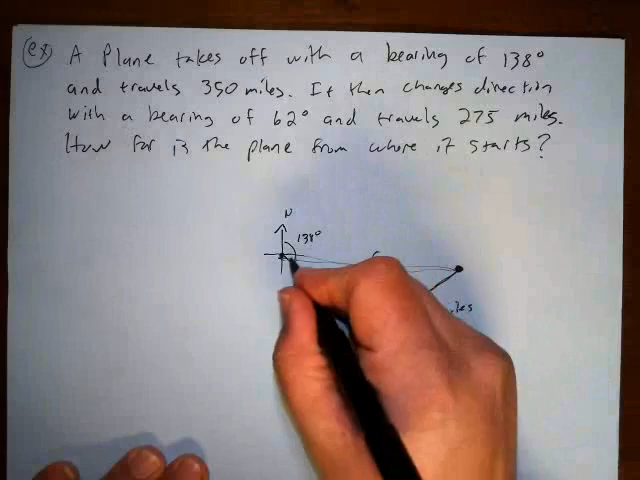 ex) A Plane takes off with a bearing of 138°
and travels 350 miles. It then changes direction
with a bearing of 62° and travels 275 miles.
How far is the plane from where it starts?
N
138°